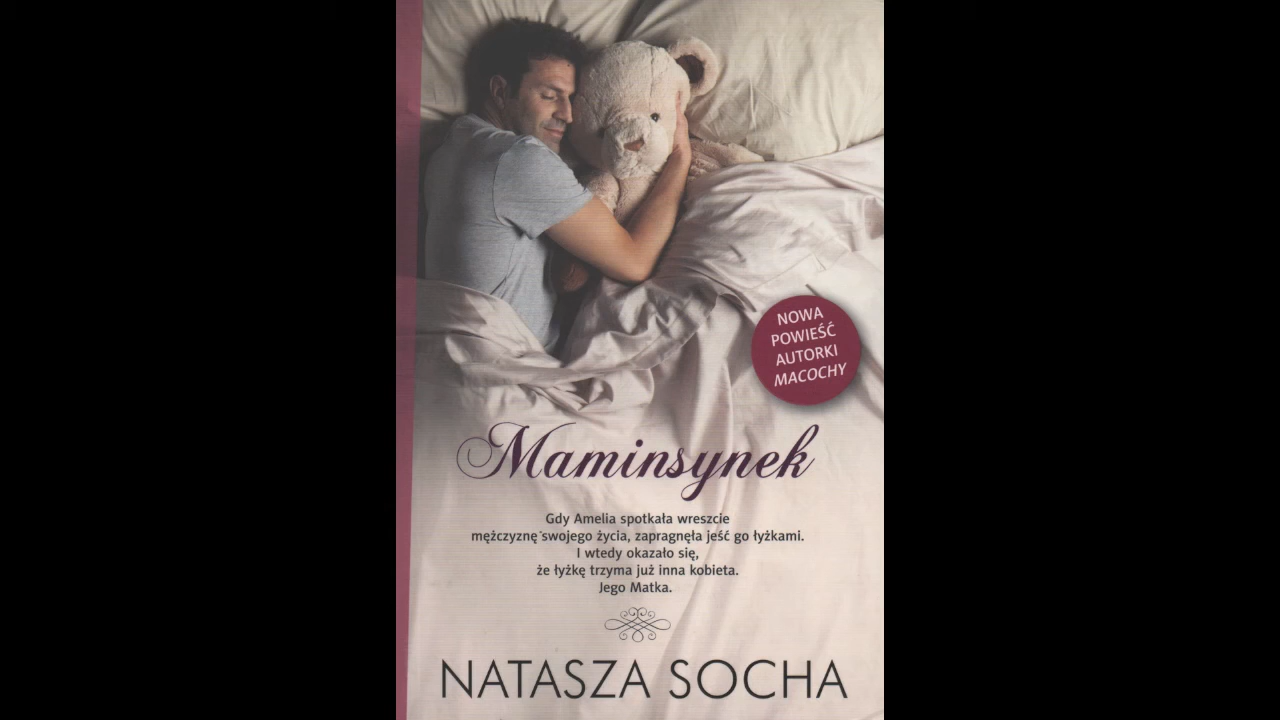 NOWA
POWIEŚĆ
AUTORKI
MACOCHY
Maminsynek
Gdy Amelia spotkała wreszcie
mężczyznę swojego życia, zapragnęła jeść go łyżkami.
I wtedy okazało się,
że łyżkę trzyma już inna kobieta.
Jego Matka.
NATASZA SOCHA